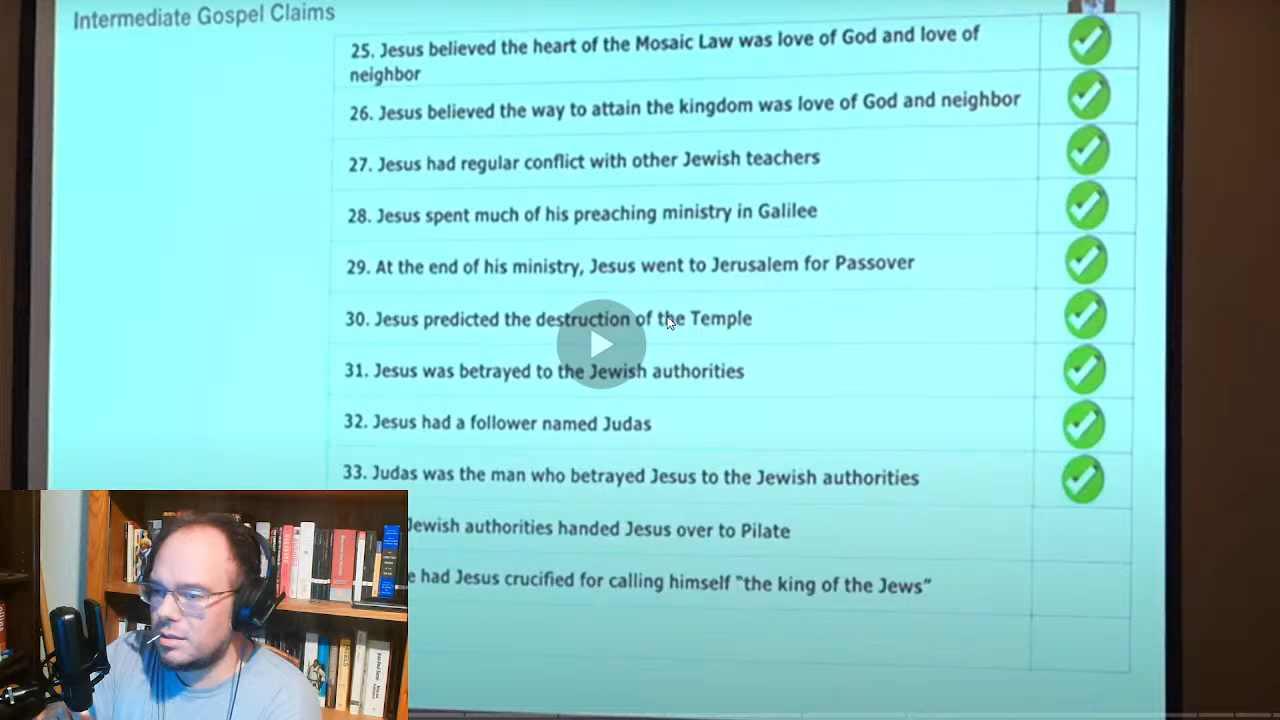 Intermediate Gospel Claims
25. Jesus believed the heart of the Mosaic Law was love of God and love of
neighbor
26. Jesus believed the way to attain the kingdom was love of God and neighbor
27. Jesus had regular conflict with other Jewish teachers
28. Jesus spent much of his preaching ministry in Galilee
29. At the end of his ministry, Jesus went to Jerusalem for Passover
30. Jesus predicted the destruction of the Temple
31. Jesus was betrayed to the Jewish authorities
32. Jesus had a follower named Judas
33. Judas was the man who betrayed Jesus to the Jewish authorities
Jewish authorities handed Jesus over to Pilate
e had Jesus crucified for calling himself "the king of the Jews"